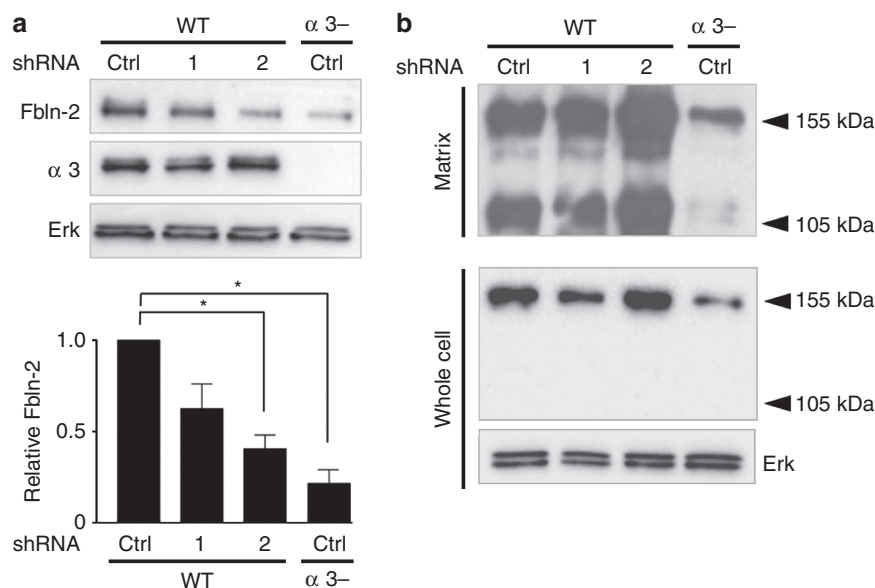 a
WT
α 3–
shRNA
Ctrl
1
2
Ctrl
Fbln-2
α 3
Erk
*
*
1.0
0.5
0
Relative Fbln-2
shRNA
Ctrl
1
2
Ctrl
WT
α 3–
b
WT
α 3–
shRNA
Ctrl
1
2
Ctrl
Matrix
155 kDa
105 kDa
Whole cell
155 kDa
105 kDa
Erk